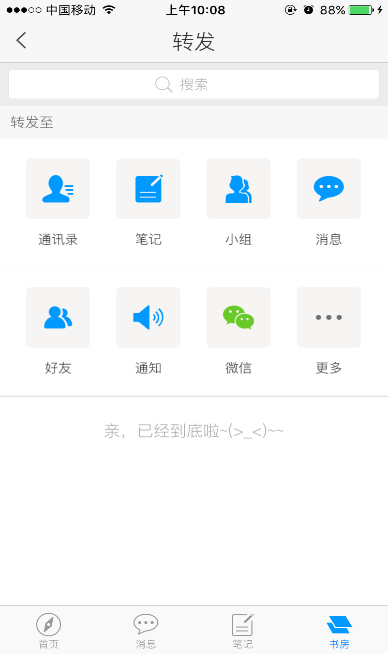 中国移动 上午10:08 88%
转发
搜索
转发至
通讯录 笔记 小组 消息
好友 通知 微信 更多
亲，已经到底啦~(>_<)~~
首页 消息 笔记 书房